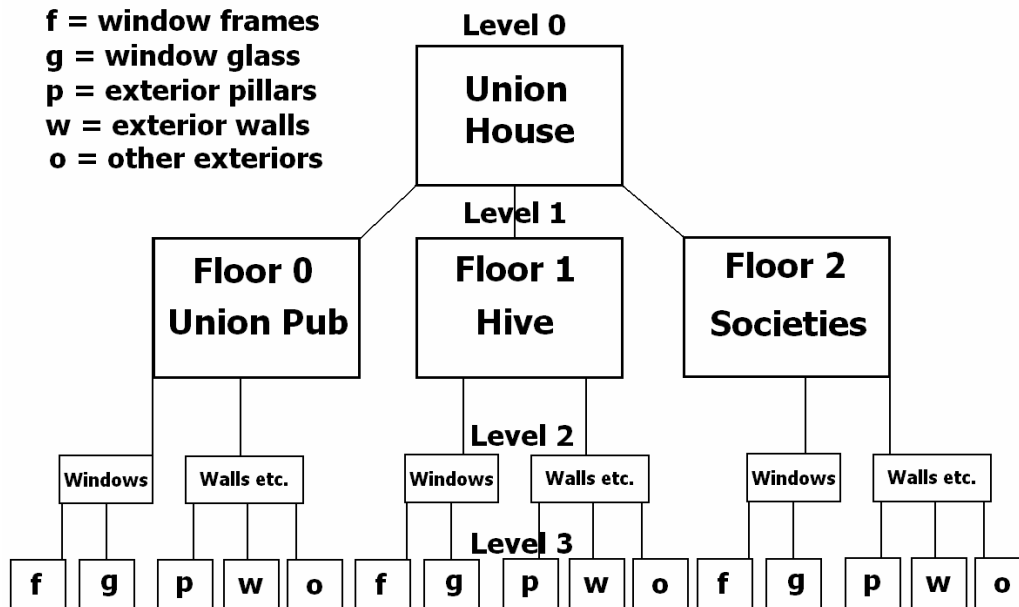 f = window frames
g = window glass
p = exterior pillars
w = exterior walls
o = other exteriors
Level 0
Union
House
Level 1
Floor 0
Union Pub
Floor 1
Hive
Floor 2
Societies
Level 2
Windows
Walls etc.
Windows
Walls etc.
Windows
Walls etc.
Level 3
f
g
p
w
o
f
g
p
w
o
f
g
p
w
o